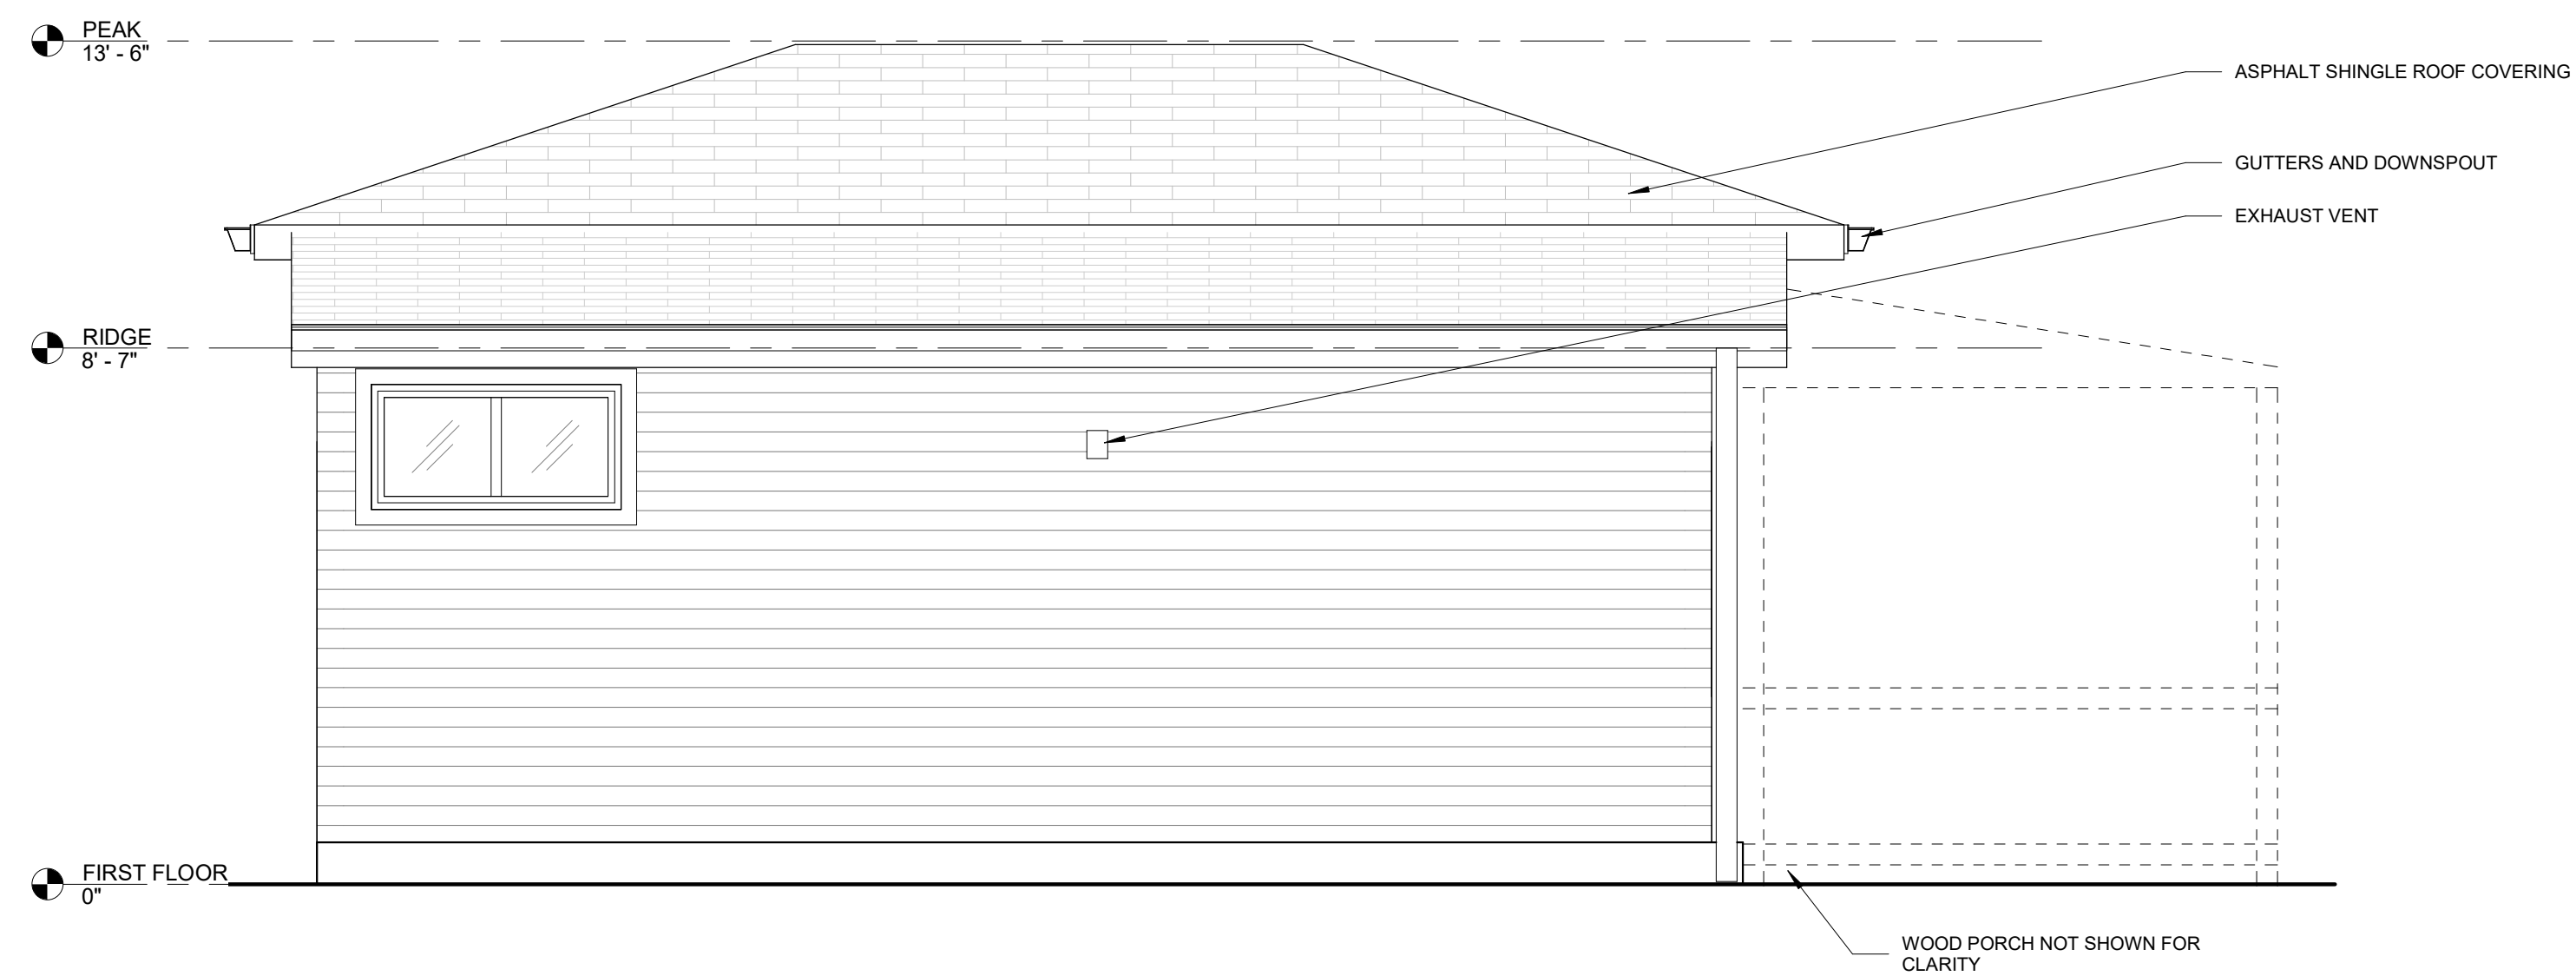 PEAK
13' - 6"
ASPHALT SHINGLE ROOF COVERING
GUTTERS AND DOWNSPOUT
EXHAUST VENT
RIDGE
8' - 7"
FIRST FLOOR
0"
WOOD PORCH NOT SHOWN FOR
CLARITY